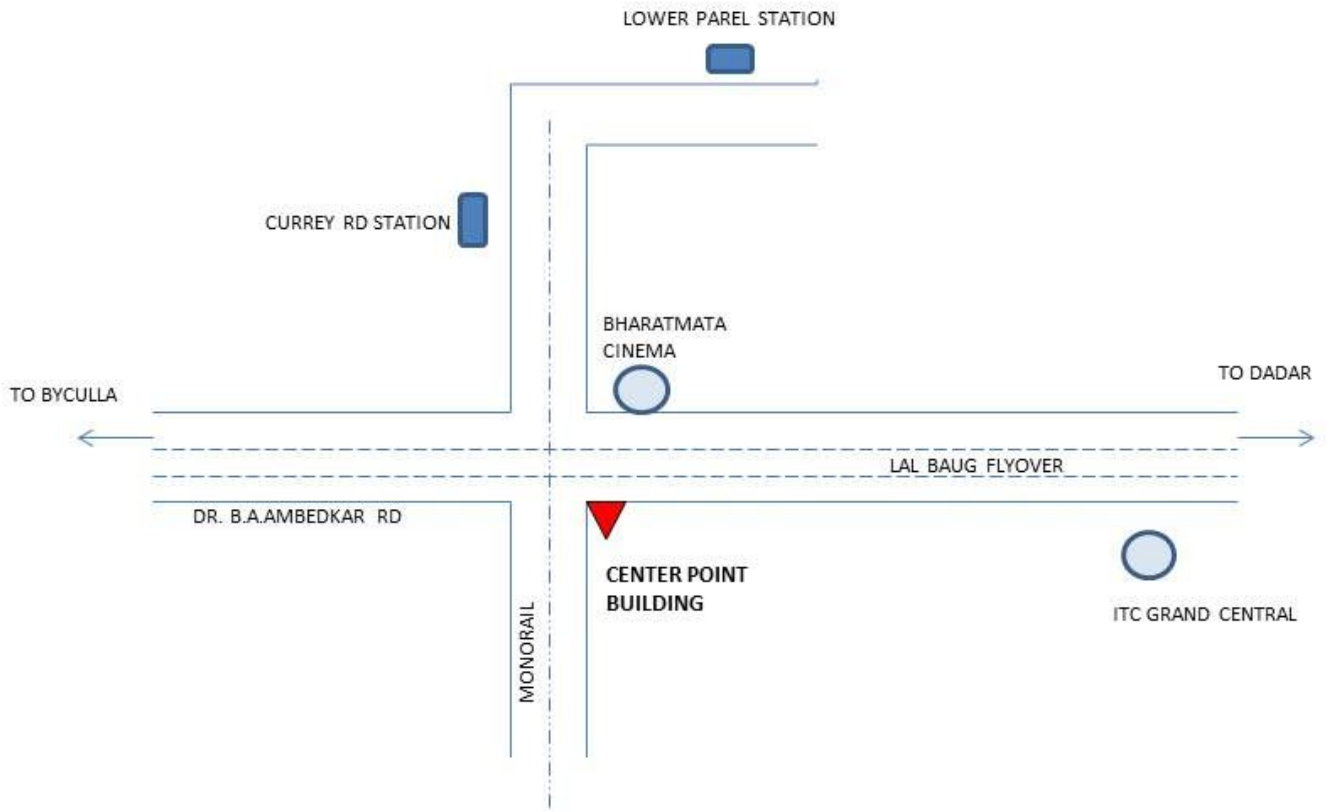 LOWER PAREL STATION
CURREY RD STATION
BHARATMATA
CINEMA
TO BYCULLA
TO DADAR
LAL BAUG FLYOVER
DR. B.A.AMBEDKAR RD
CENTER POINT
BUILDING
MONORAIL
ITC GRAND CENTRAL